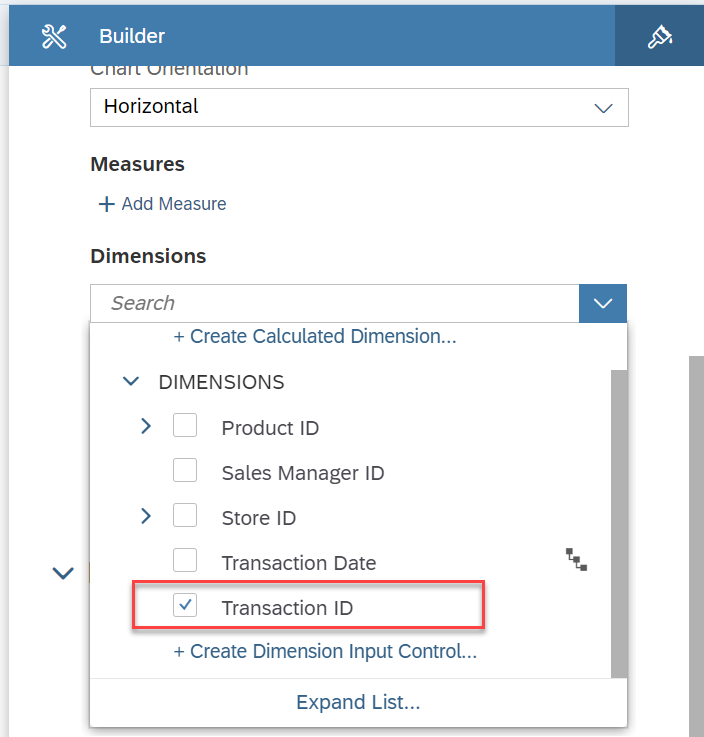 Builder
Chart Orientation
Horizontal
Measures
+ Add Measure
Dimensions
Search
+ Create Calculated Dimension...
DIMENSIONS
Product ID
Sales Manager ID
Store ID
Transaction Date
Transaction ID
+ Create Dimension Input Control...
Expand List...